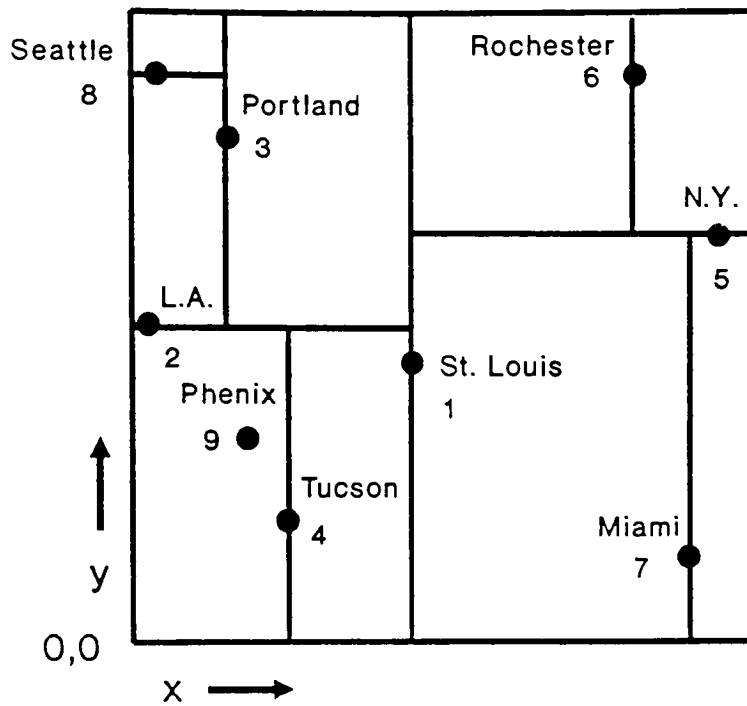 Seattle
8
Portland
3
Rochester
6
N.Y.
5
L.A.
2
St. Louis
1
Phenix
9
Tucson
4
Miami
7
y
0,0
x